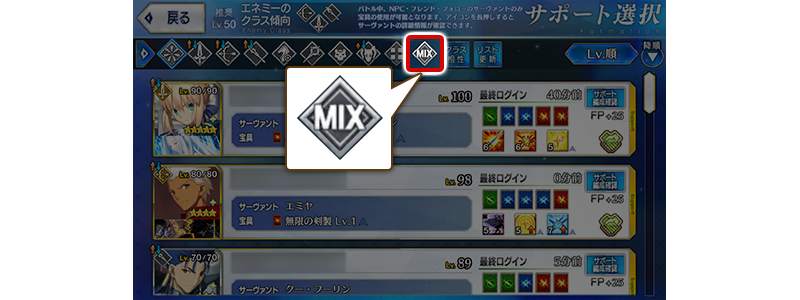 戻る
推奨
Lv.50
エネミーの
クラス傾向
Enemy Class
バトル中、NPC・フレンド・フォローのサーヴァントのみ
宝具の使用が可能となります。アイコンを長押しすると
サーヴァントの詳細情報が確認できます。
サポート選択
Formation
MIX
クラス
相性
リスト
更新
Lv.順
降順
MIX
Lv. 90/90
Lv. 100
最終ログイン
40分前
サポート
編成確認
サーヴァント
宝具
FP+25
6
6
5
Support
Lv. 80/80
Lv. 98
最終ログイン
0分前
サポート
編成確認
サーヴァント エミヤ
宝具 無限の剣製 Lv.1
FP+25
5
Support
Lv. 70/70
Lv. 89
最終ログイン
5分前
サポート
編成確認
サーヴァント クー・フーリン
FP+25